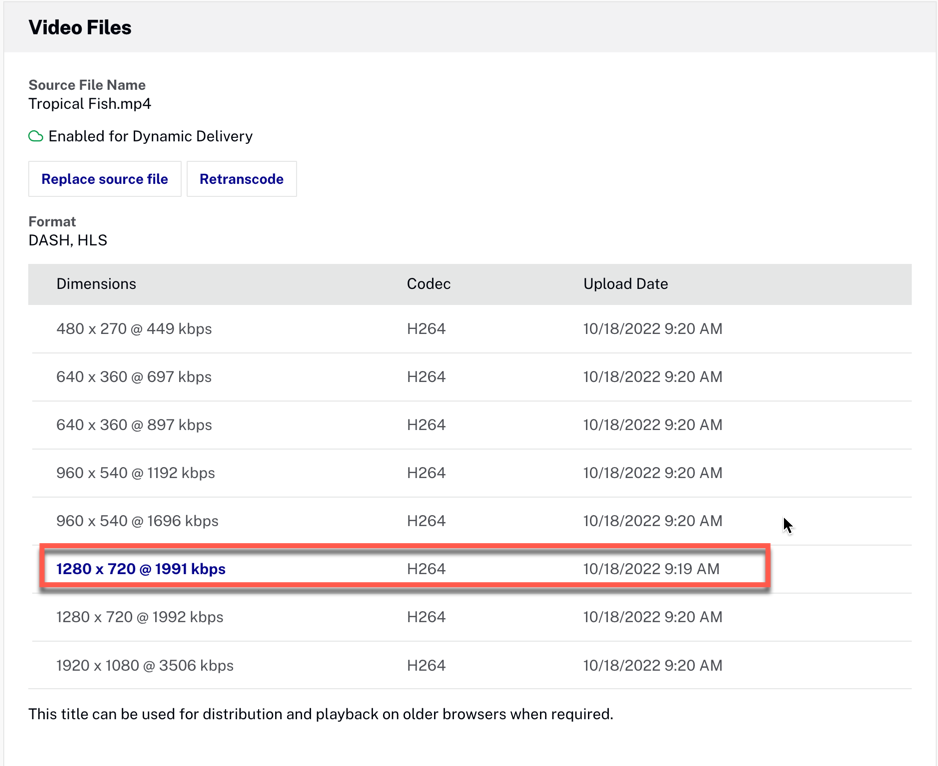 Video Files
Source File Name
Tropical Fish.mp4
Enabled for Dynamic Delivery
Replace source file Retranscode
Format
DASH, HLS
Dimensions Codec Upload Date
480 x 270 @ 449 kbps H264 10/18/2022 9:20 AM
640 x 360 @ 697 kbps H264 10/18/2022 9:20 AM
640 x 360 @ 897 kbps H264 10/18/2022 9:20 AM
960 x 540 @ 1192 kbps H264 10/18/2022 9:20 AM
960 x 540 @ 1696 kbps H264 10/18/2022 9:20 AM
1280 x 720 @ 1991 kbps H264 10/18/2022 9:19 AM
1280 x 720 @ 1992 kbps H264 10/18/2022 9:20 AM
1920 x 1080 @ 3506 kbps H264 10/18/2022 9:20 AM
This title can be used for distribution and playback on older browsers when required.